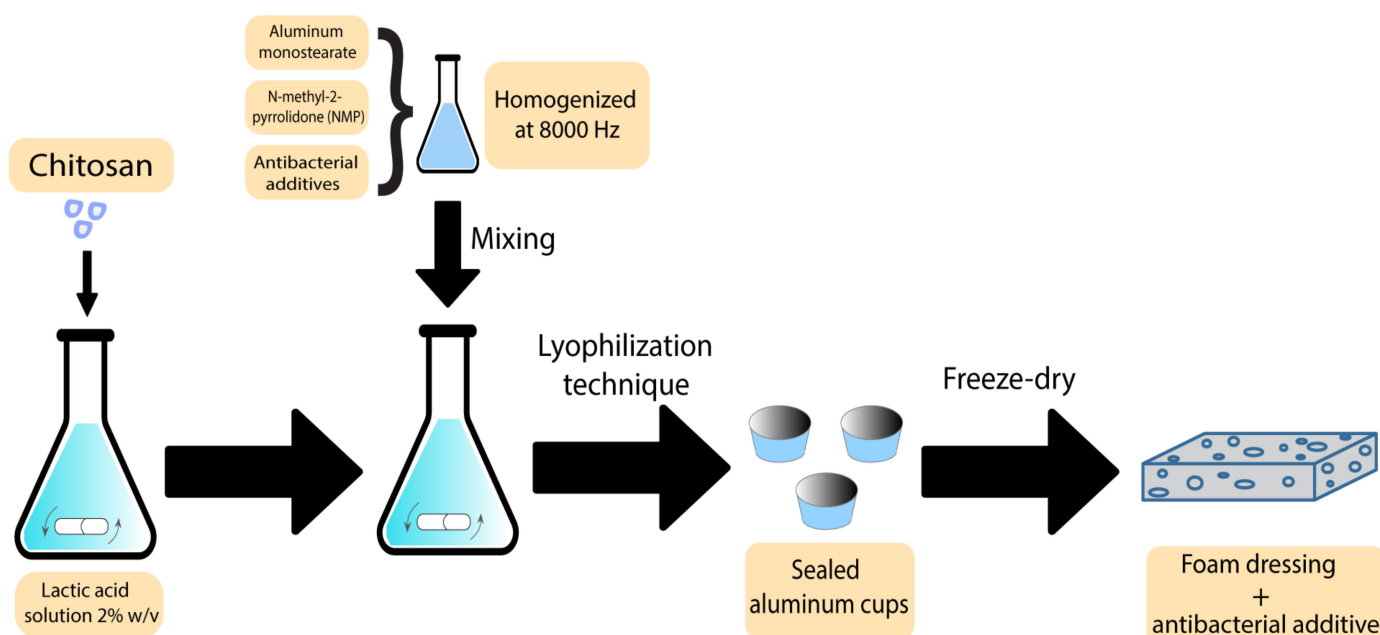 Aluminum
monostearate
N-methyl-2-
pyrrolidone (NMP)
Antibacterial
additives
Homogenized
at 8000 Hz
Chitosan
Mixing
Lactic acid
solution 2% w/v
Lyophilization
technique
Sealed
aluminum cups
Freeze-dry
Foam dressing
+
antibacterial additive